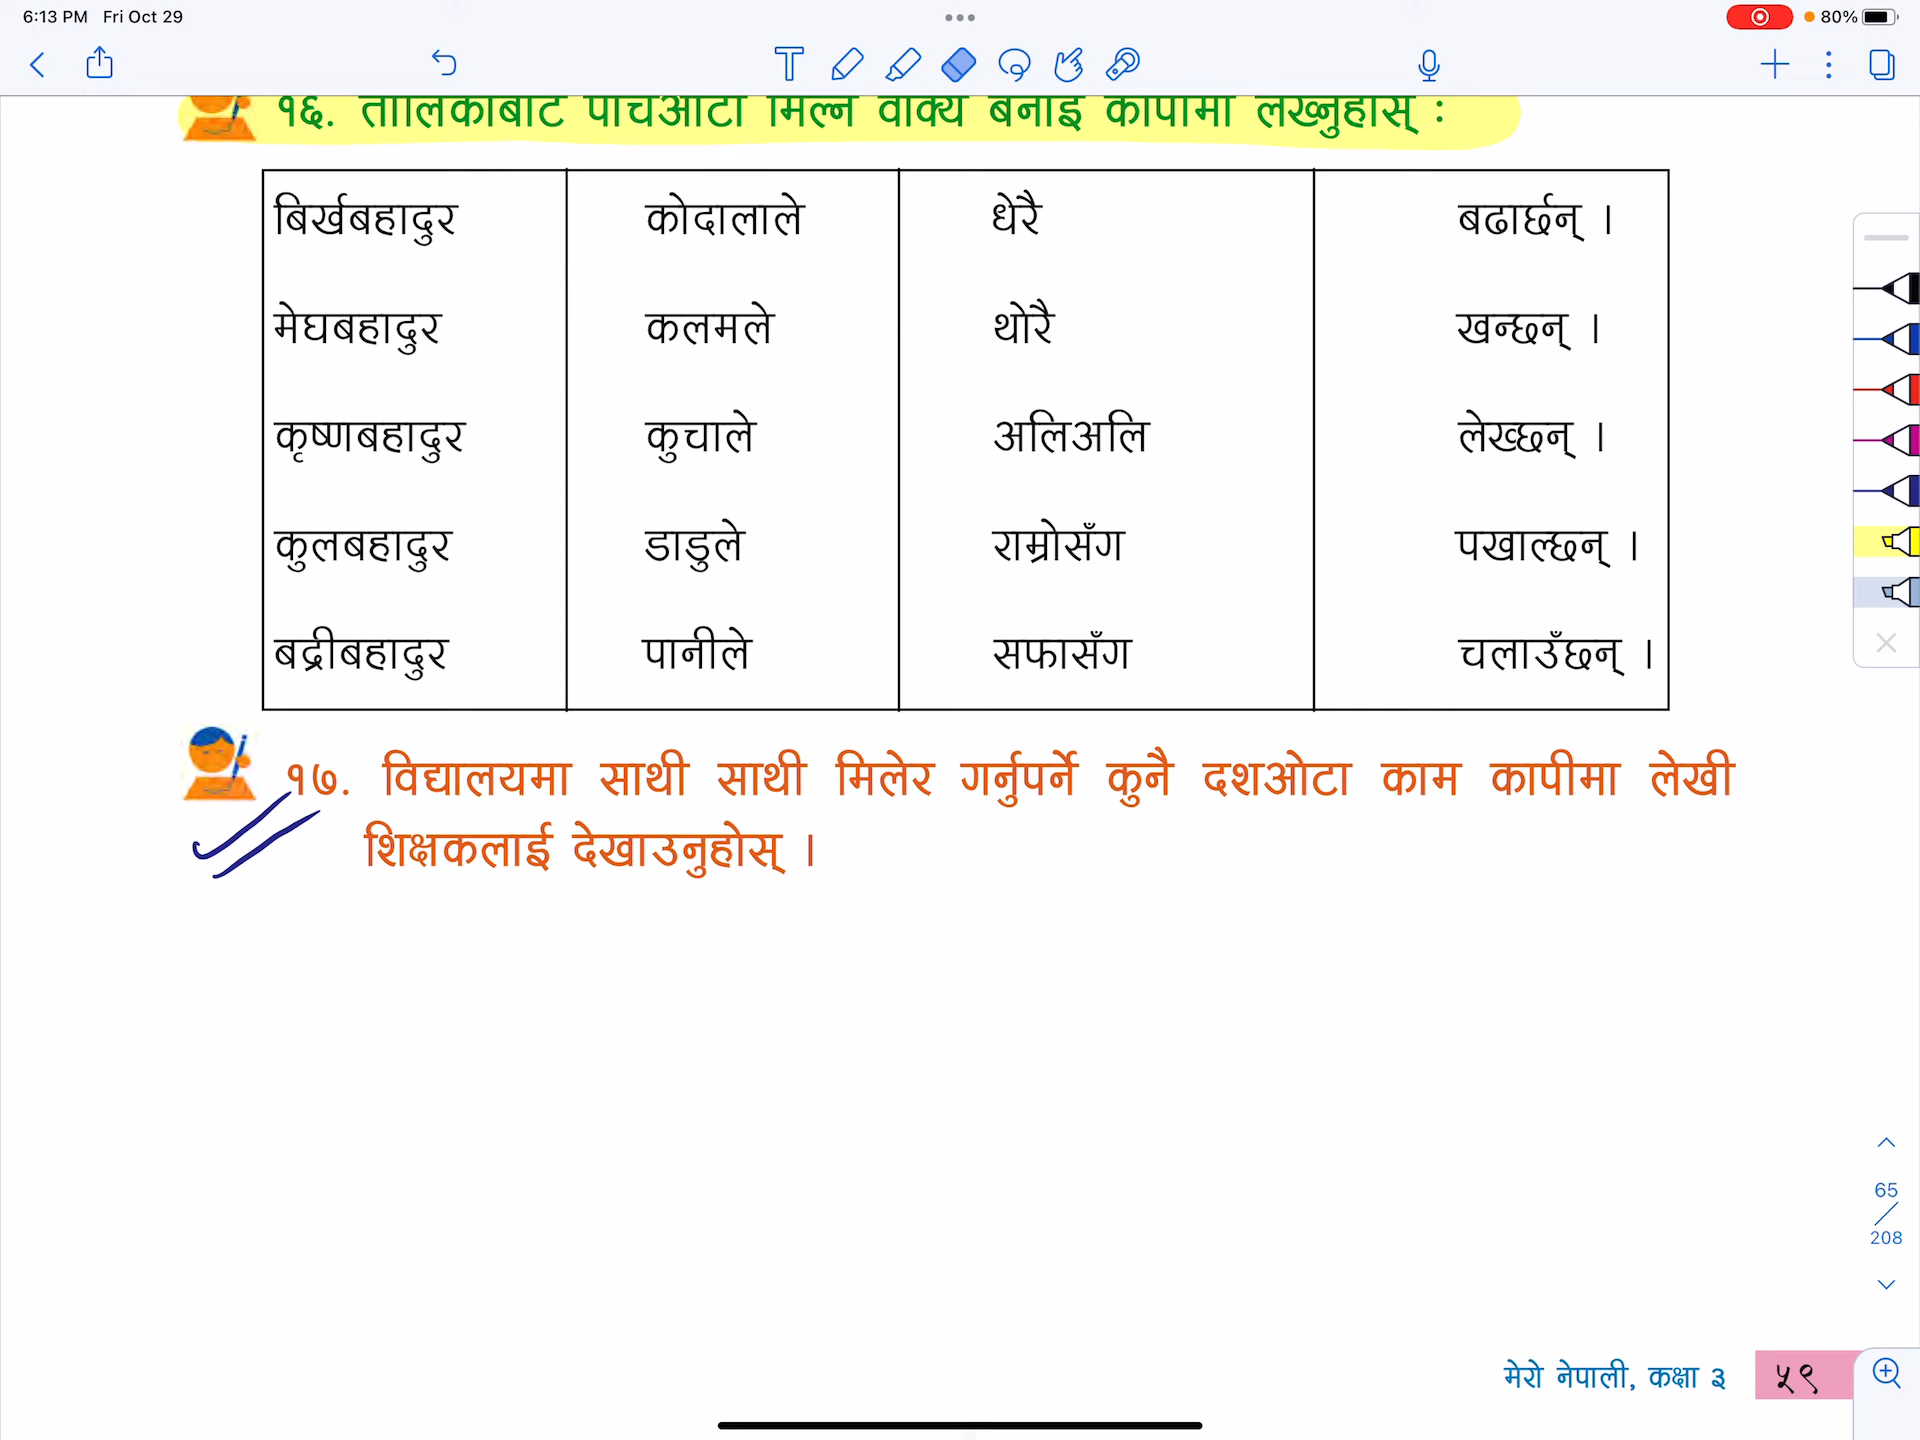 6:13 PM Fri Oct 29
80%
१६. तालिकाबाट पाँचओटा मिल्ने वाक्य बनाई कापीमा लेख्नुहोस् :
बिर्खबहादुर कोदालाले धेरै बढार्छन् ।
मेघबहादुर कलमले थोरै खन्छन् ।
कृष्णबहादुर कुचाले अलिअलि लेख्छन् ।
कुलबहादुर डाडुले राम्रोसँग पखाल्छन् ।
बद्रीबहादुर पानीले सफासँग चलाउँछन् ।
१७. विद्यालयमा साथी साथी मिलेर गर्नुपर्ने कुनै दशओटा काम कापीमा लेखी
शिक्षकलाई देखाउनुहोस् ।
65
208
मेरो नेपाली, कक्षा ३ ५९